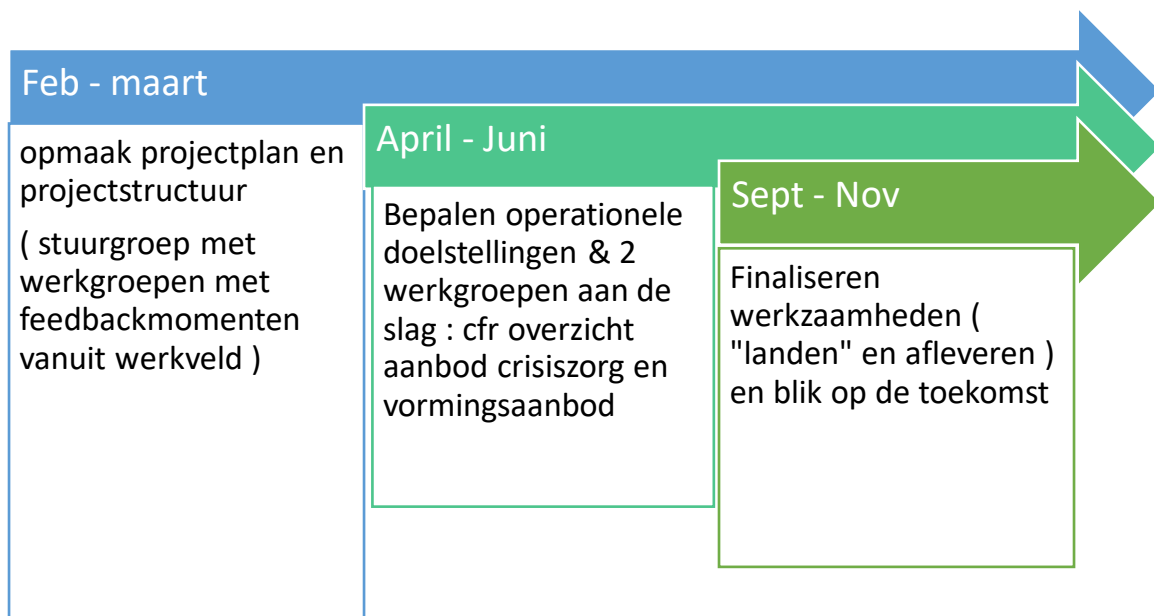 Feb - maart
opmaak projectplan en
projectstructuur
( stuurgroep met
werkgroepen met
feedbackmomenten
vanuit werkveld )
April - Juni
Bepalen operationele
doelstellingen & 2
werkgroepen aan de
slag : cfr overzicht
aanbod crisiszorg en
vormingsaanbod
Sept - Nov
Finaliseren
werkzaamheden (
"landen" en afleveren )
en blik op de toekomst